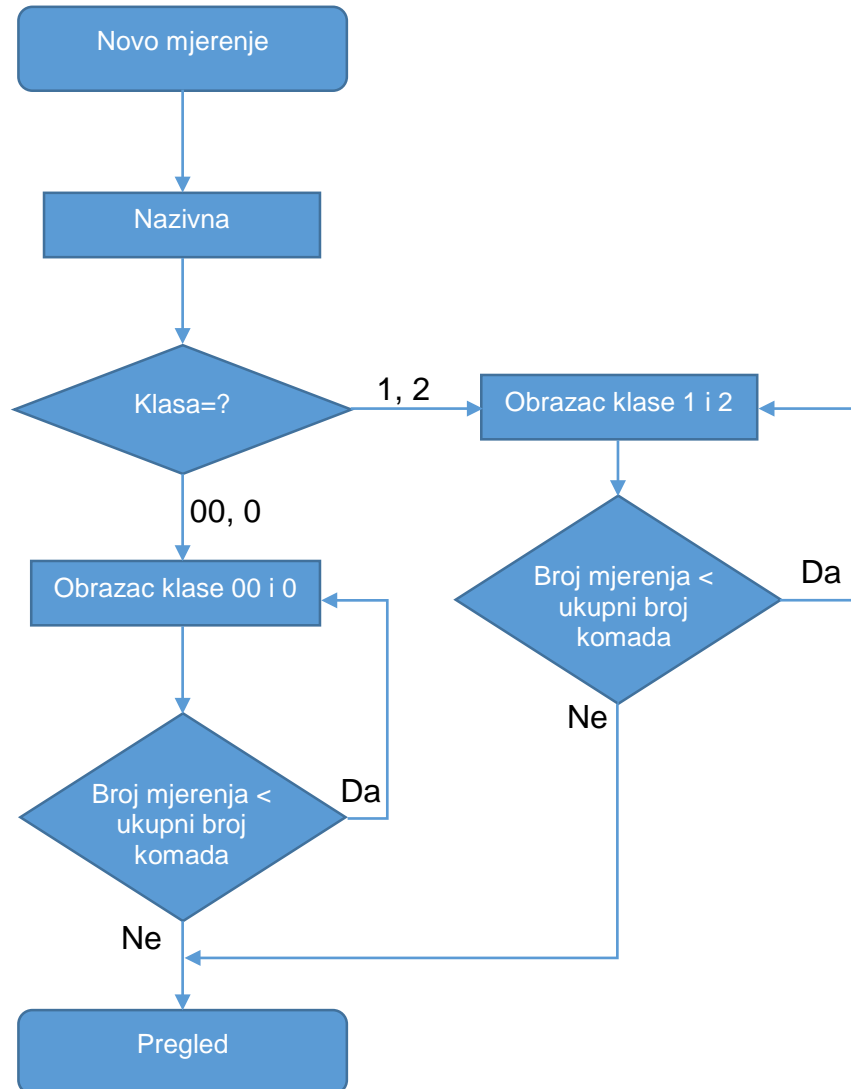 Novo mjerenje
Nazivna
Klasa=?
1, 2
Obrazac klase 1 i 2
00, 0
Obrazac klase 00 i 0
Broj mjerenja <
ukupni broj
komada
Da
Ne
Broj mjerenja <
ukupni broj
komada
Da
Ne
Pregled